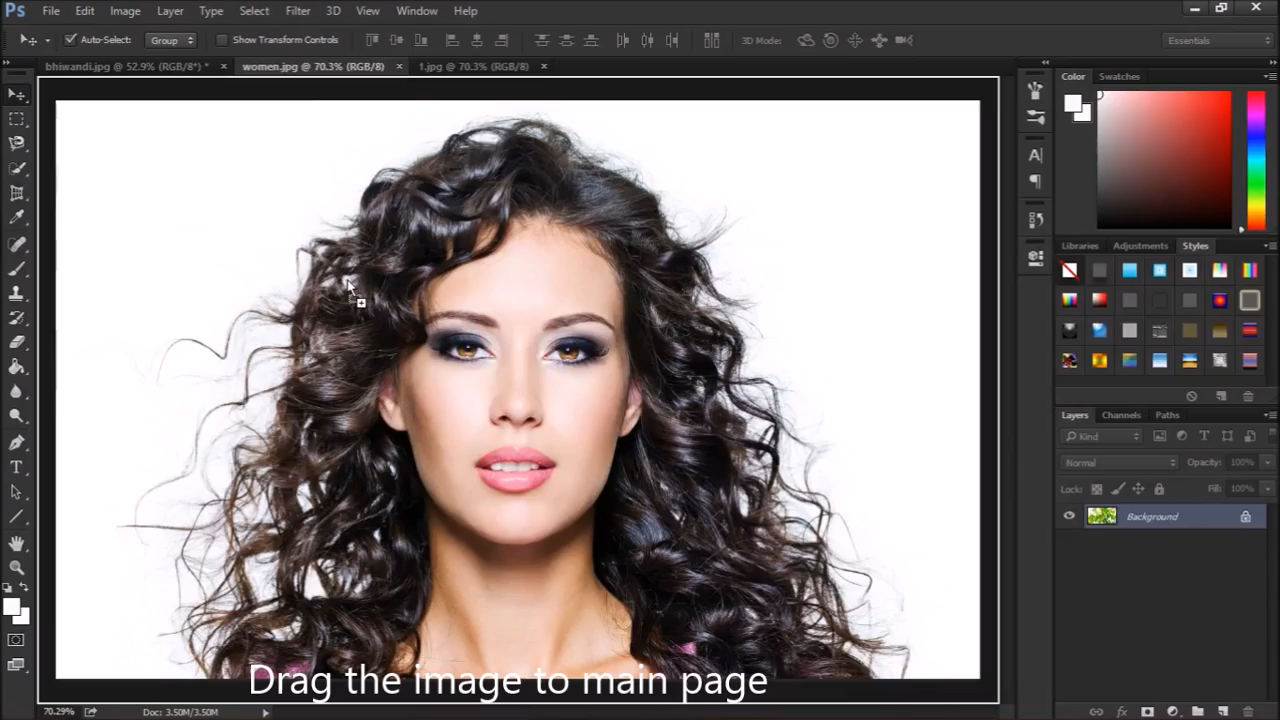 Ps File Edit Image Layer Type Select Filter 3D View Window Help
Auto-Select: Group Show Transform Controls 3D Mode: Essentials
bhiwandi.jpg @ 52.9% (RGB/8*) * × women.jpg @ 70.3% (RGB/8) × 1.jpg @ 70.3% (RGB/8) ×
Color Swatches
Libraries Adjustments Styles
Layers Channels Paths
Kind
Normal Opacity: 100%
Lock: Fill: 100%
Background
Drag the image to main page
70.29% Doc: 3.50M/3.50M